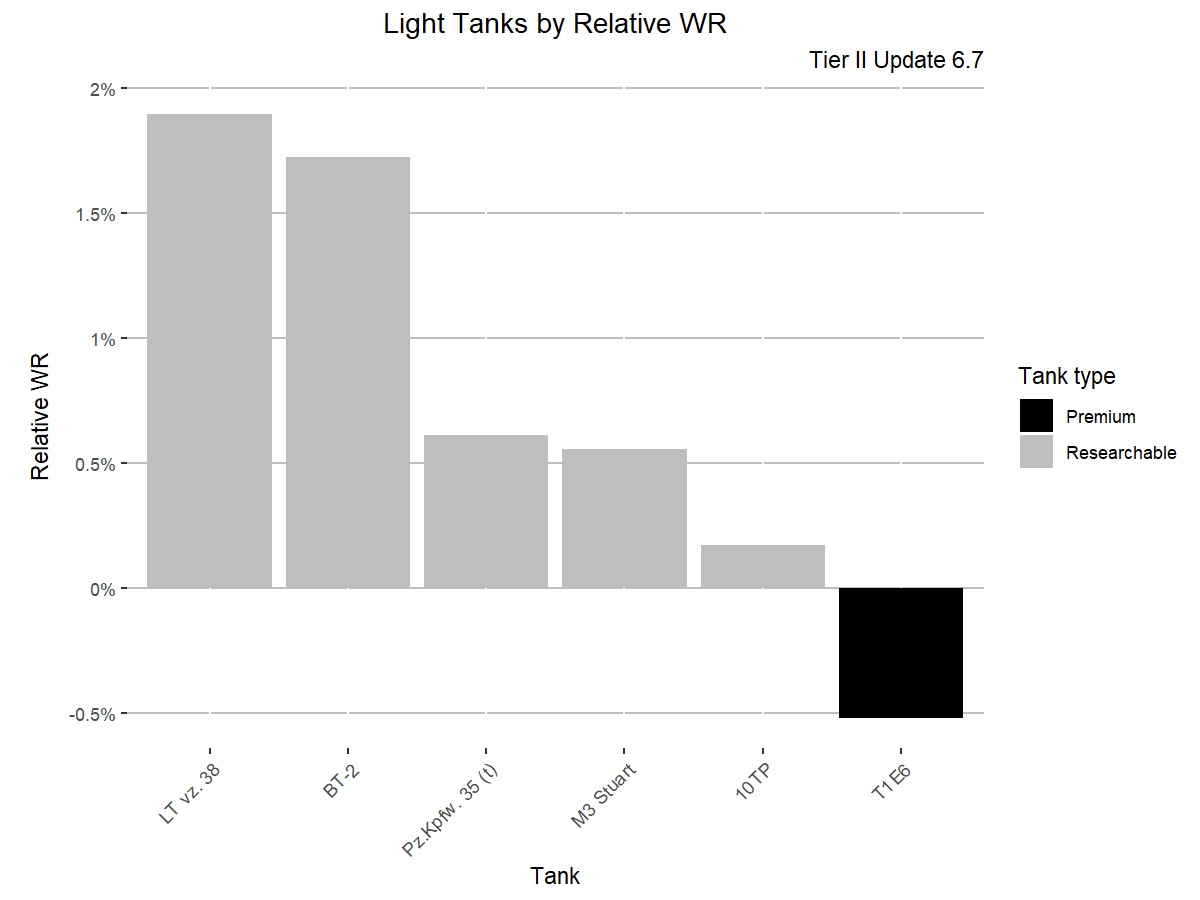 Light Tanks by Relative WR
Tier II Update 6.7
2%
1.5%
1%
0.5%
0%
-0.5%
Relative WR
LT vz. 38
BT-2
Pz.Kpfw. 35 (t)
M3 Stuart
10TP
T1E6
Tank
Tank type
Premium
Researchable